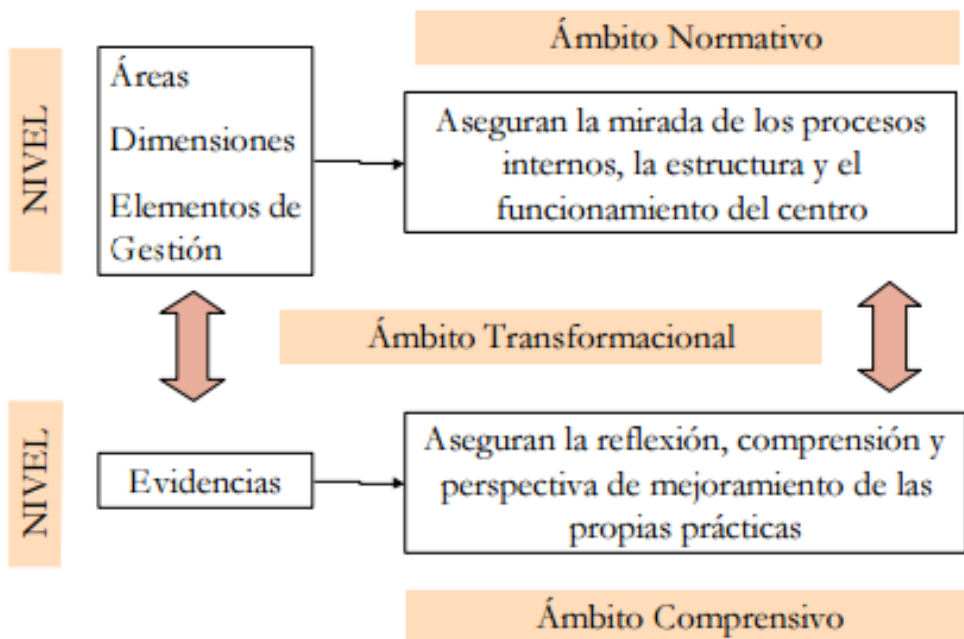 Ámbito Normativo
NIVEL
Áreas
Dimensiones
Elementos de
Gestión
Aseguran la mirada de los procesos
internos, la estructura y el
funcionamiento del centro
Ámbito Transformacional
NIVEL
Evidencias
Aseguran la reflexión, comprensión y
perspectiva de mejoramiento de las
propias prácticas
Ámbito Comprensivo